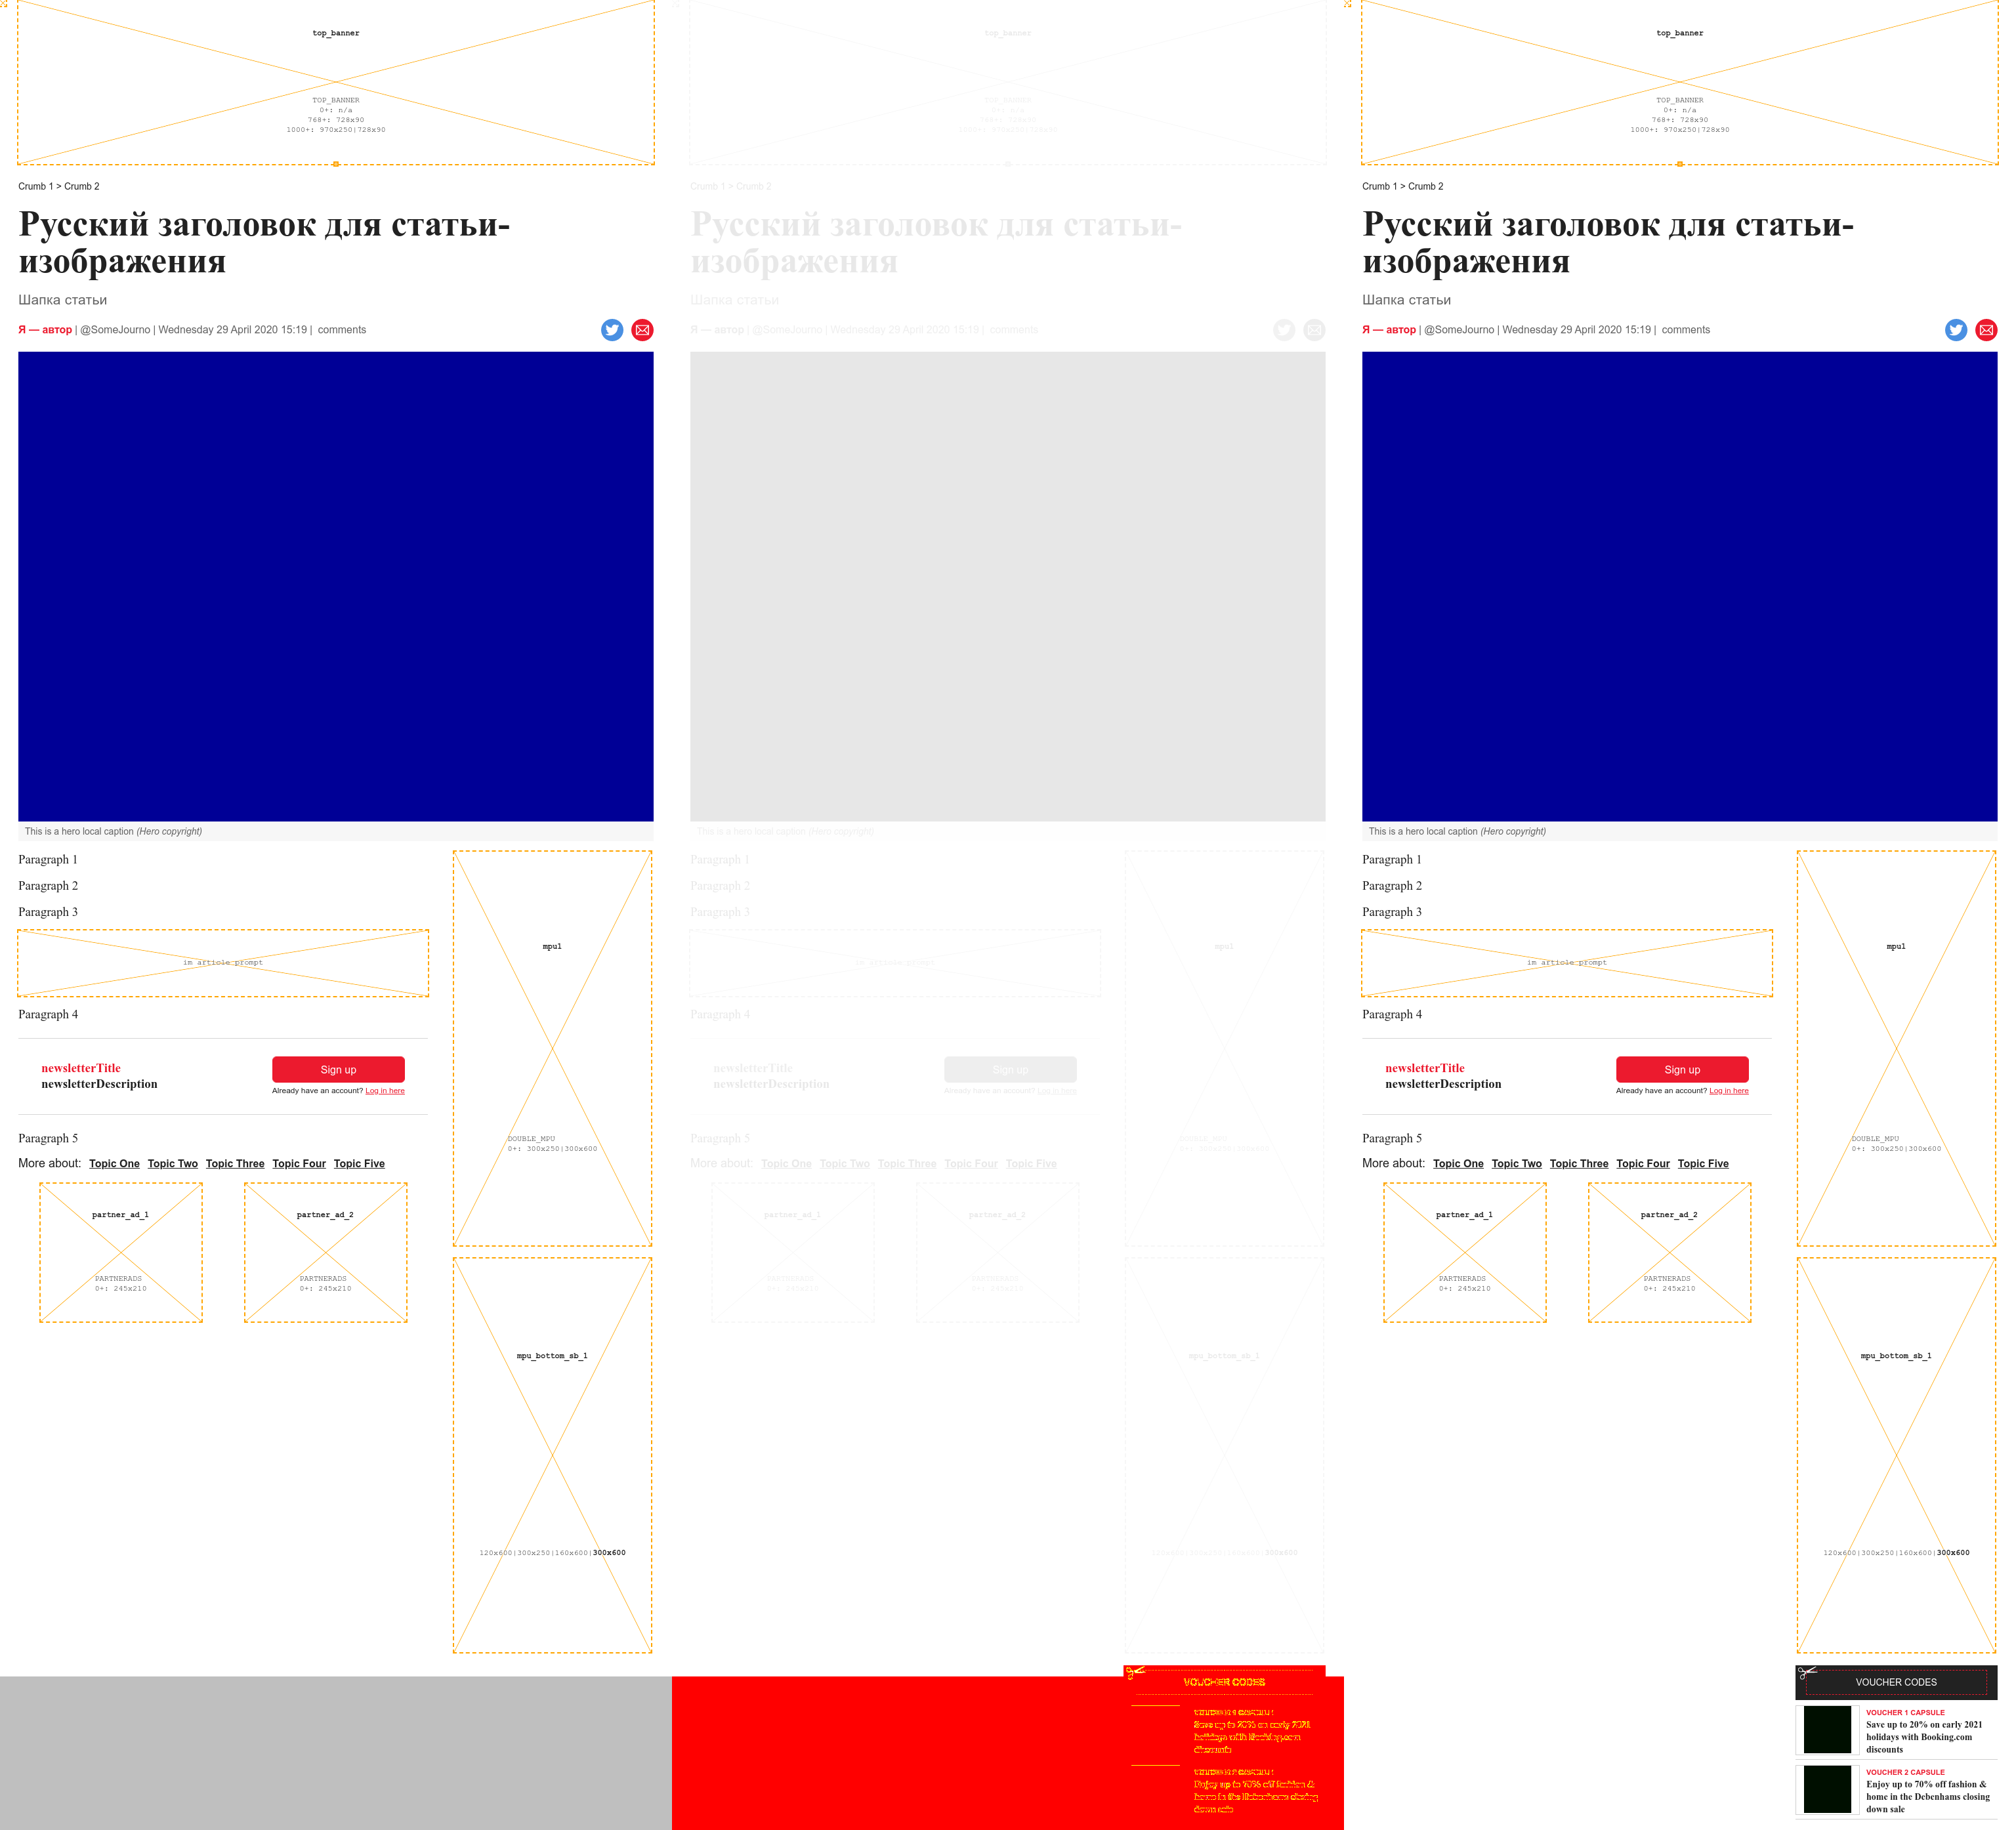 top_banner
TOP_BANNER
0+: n/a
768+: 728x90
1000+: 970x250|728x90
Crumb 1 > Crumb 2
Русский заголовок для статьи-
изображения
Шапка статьи
Я — автор | @SomeJourno | Wednesday 29 April 2020 15:19 | comments
This is a hero local caption (Hero copyright)
Paragraph 1
Paragraph 2
Paragraph 3
in article prompt
Paragraph 4
newsletterTitle
newsletterDescription
Sign up
Already have an account? Log in here
Paragraph 5
More about: Topic One Topic Two Topic Three Topic Four Topic Five
partner_ad_1
PARTNERADS
0+: 245x210
partner_ad_2
PARTNERADS
0+: 245x210
mpu1
DOUBLE_MPU
0+: 300x250|300x600
mpu_bottom_sb_1
120x600|300x250|160x600|300x600
top_banner
TOP_BANNER
0+: n/a
768+: 728x90
1000+: 970x250|728x90
Crumb 1 > Crumb 2
Русский заголовок для статьи-
изображения
Шапка статьи
Я — автор | @SomeJourno | Wednesday 29 April 2020 15:19 | comments
This is a hero local caption (Hero copyright)
Paragraph 1
Paragraph 2
Paragraph 3
in article prompt
Paragraph 4
newsletterTitle
newsletterDescription
Sign up
Already have an account? Log in here
Paragraph 5
More about: Topic One Topic Two Topic Three Topic Four Topic Five
partner_ad_1
PARTNERADS
0+: 245x210
partner_ad_2
PARTNERADS
0+: 245x210
mpu1
mpu_bottom_sb_1
VOUCHER CODES
top_banner
TOP_BANNER
0+: n/a
768+: 728x90
1000+: 970x250|728x90
Crumb 1 > Crumb 2
Русский заголовок для статьи-
изображения
Шапка статьи
Я — автор | @SomeJourno | Wednesday 29 April 2020 15:19 | comments
This is a hero local caption (Hero copyright)
Paragraph 1
Paragraph 2
Paragraph 3
in article prompt
Paragraph 4
newsletterTitle
newsletterDescription
Sign up
Already have an account? Log in here
Paragraph 5
More about: Topic One Topic Two Topic Three Topic Four Topic Five
partner_ad_1
PARTNERADS
0+: 245x210
partner_ad_2
PARTNERADS
0+: 245x210
mpu1
DOUBLE_MPU
0+: 300x250|300x600
mpu_bottom_sb_1
120x600|300x250|160x600|300x600
VOUCHER CODES
VOUCHER 1 CAPSULE
Save up to 20% on early 2021
holidays with Booking.com
discounts
VOUCHER 2 CAPSULE
Enjoy up to 70% off fashion &
home in the Debenhams closing
down sale